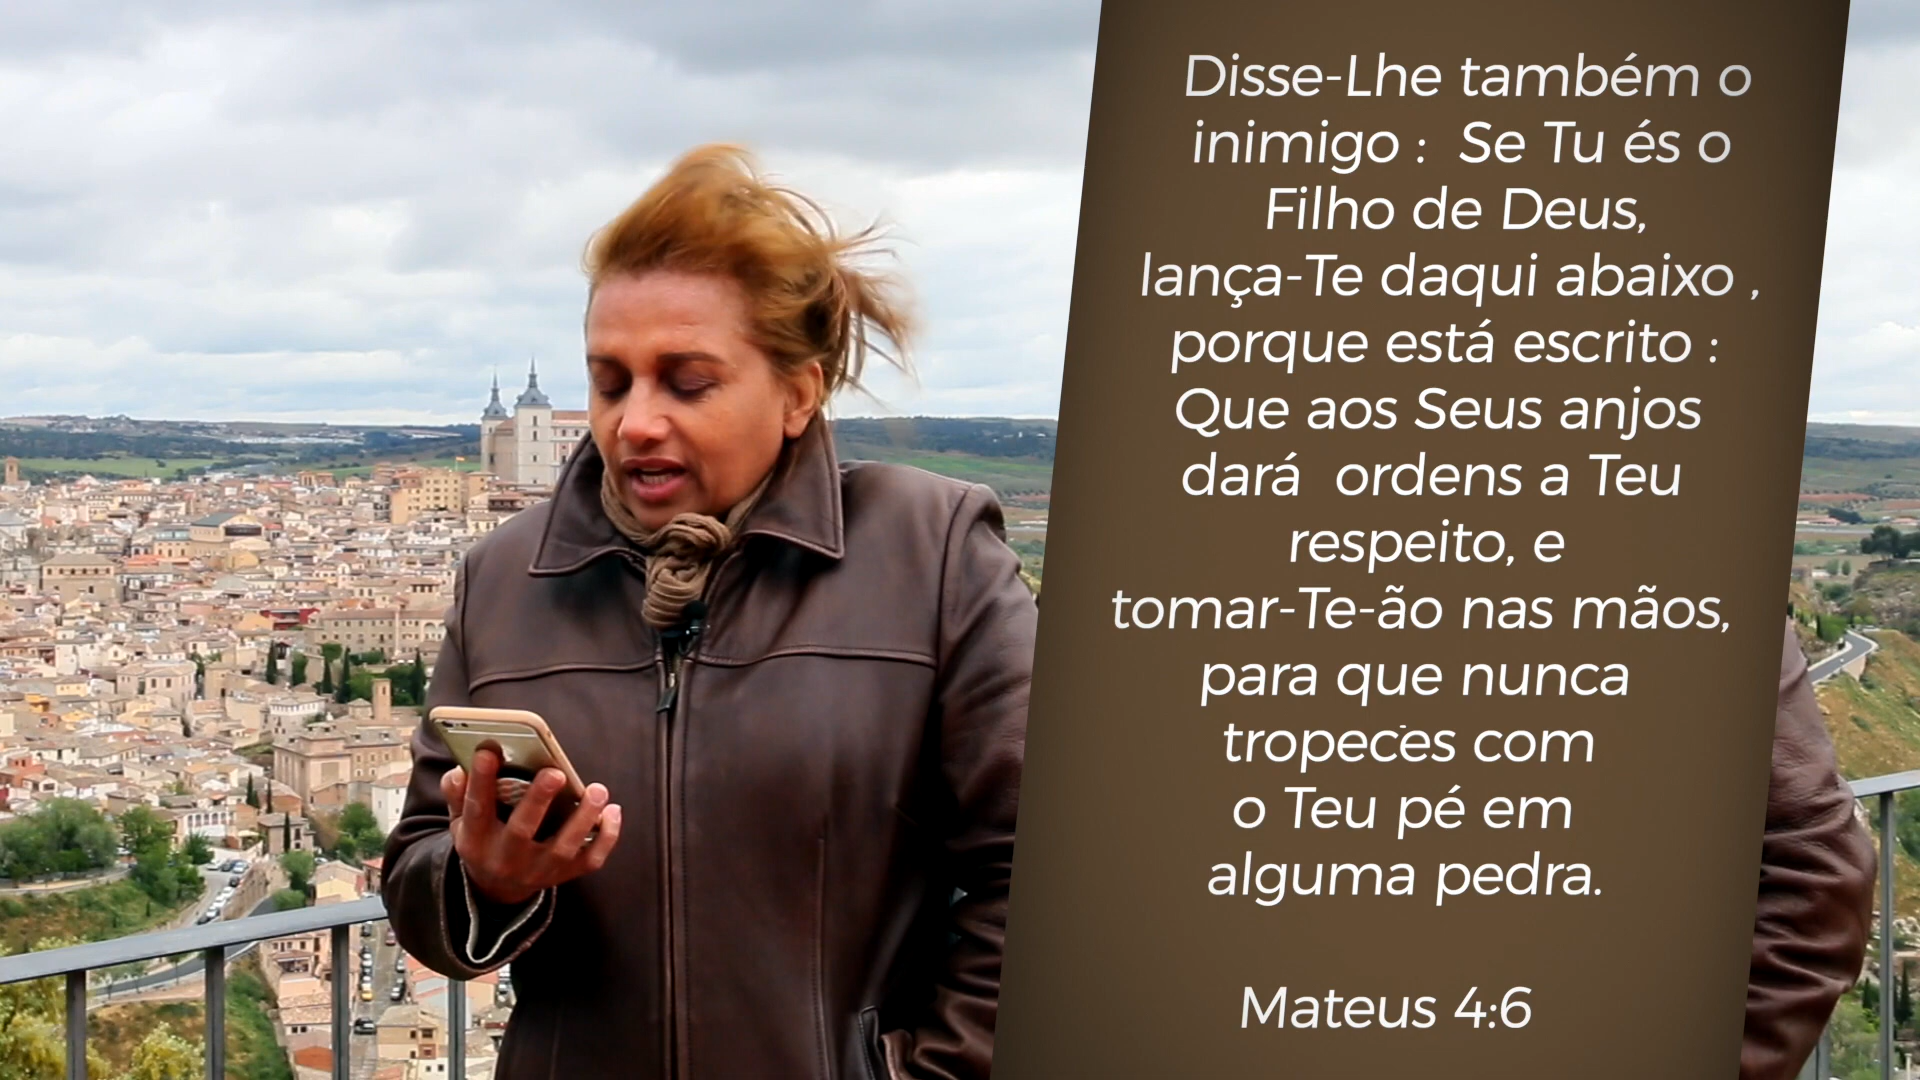 Disse-Lhe também o
inimigo :  Se Tu és o
Filho de Deus,
lança-Te daqui abaixo ,
porque está escrito :
Que aos Seus anjos
dará  ordens a Teu
respeito, e
tomar-Te-ão nas mãos,
para que nunca
tropeces com
o Teu pé em
alguma pedra.
Mateus 4:6